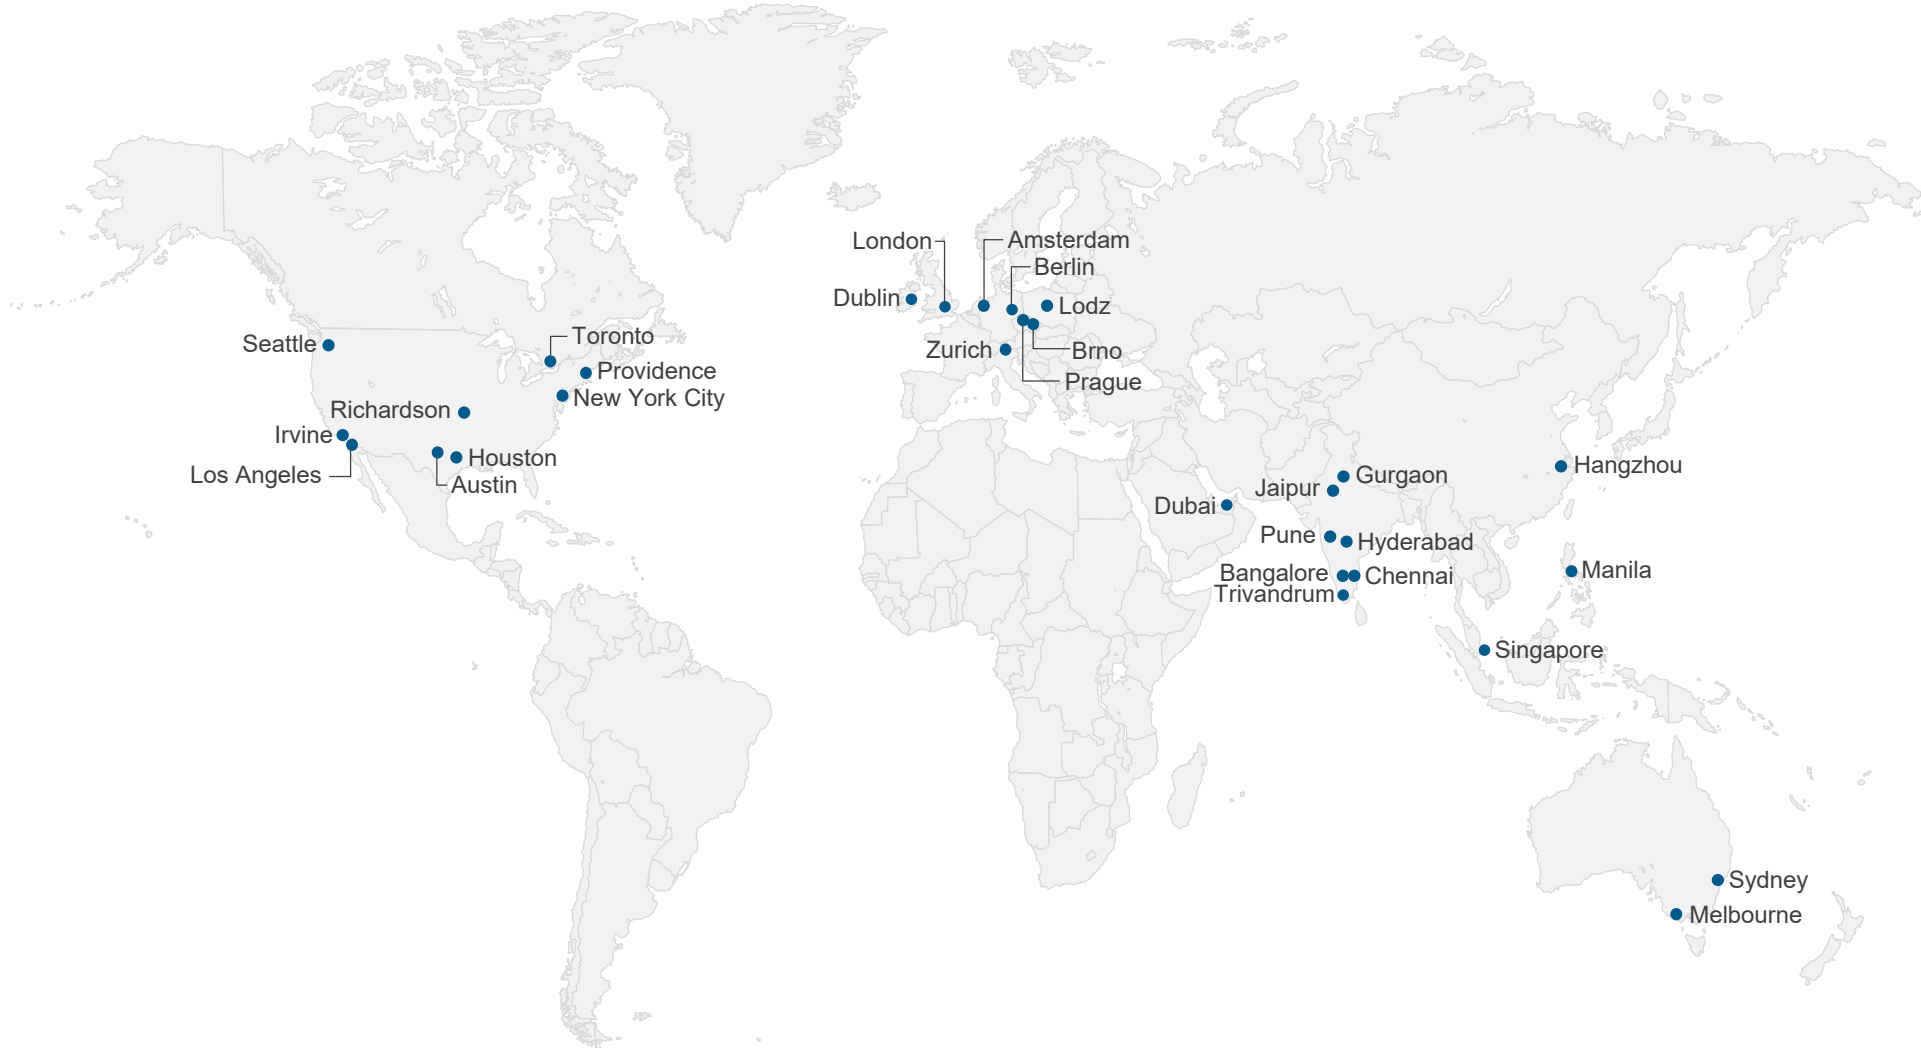 London
Amsterdam
Berlin
Dublin
Lodz
Seattle
Toronto
Zurich
Brno
Providence
Prague
New York City
Richardson
Irvine
Houston
Los Angeles
Austin
Hangzhou
Gurgaon
Jaipur
Dubai
Pune
Hyderabad
Manila
Bangalore
Chennai
Trivandrum
Singapore
Sydney
Melbourne